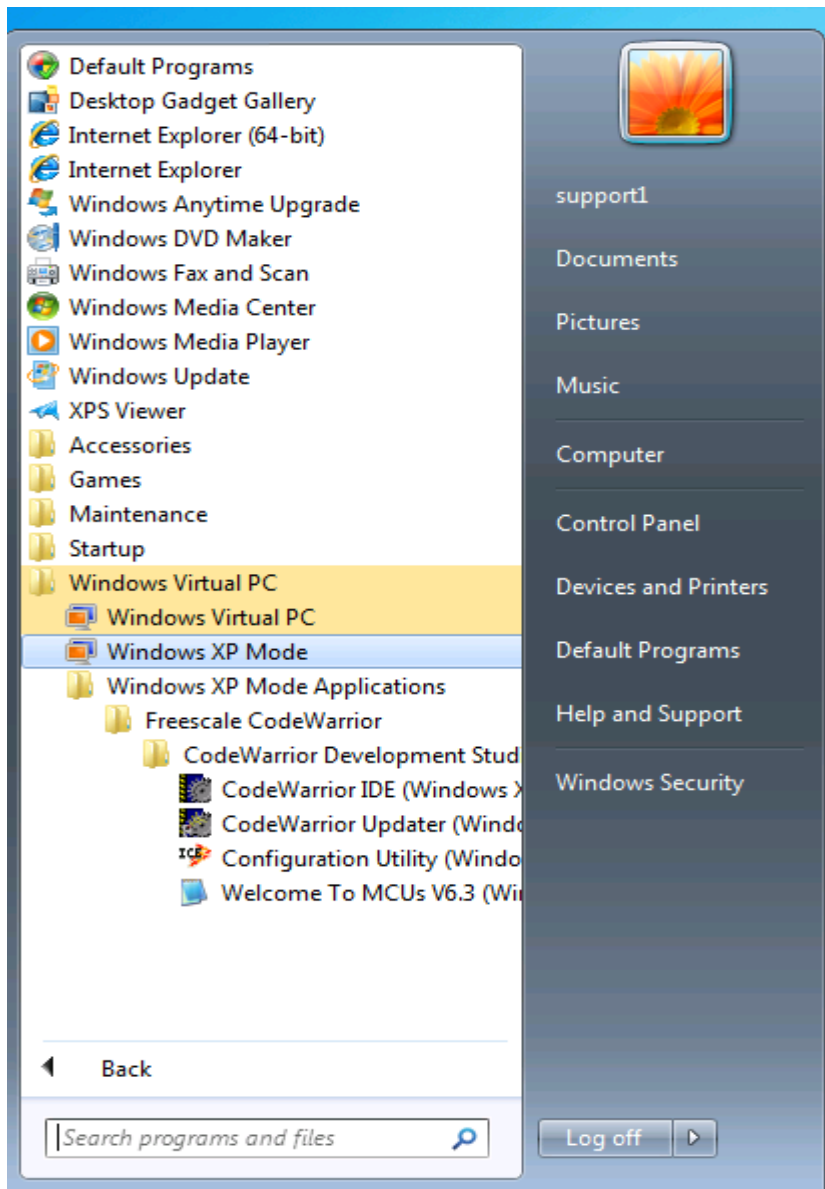 Default Programs
Desktop Gadget Gallery
Internet Explorer (64-bit)
Internet Explorer
Windows Anytime Upgrade
Windows DVD Maker
Windows Fax and Scan
Windows Media Center
Windows Media Player
Windows Update
XPS Viewer
Accessories
Games
Maintenance
Startup
Windows Virtual PC
Windows Virtual PC
Windows XP Mode
Windows XP Mode Applications
Freescale CodeWarrior
CodeWarrior Development Stud
CodeWarrior IDE (Windows X
CodeWarrior Updater (Windo
ICE
Configuration Utility (Windo
Welcome To MCUs V6.3 (Wi
Back
Search programs and files
support1
Documents
Pictures
Music
Computer
Control Panel
Devices and Printers
Default Programs
Help and Support
Windows Security
Log off